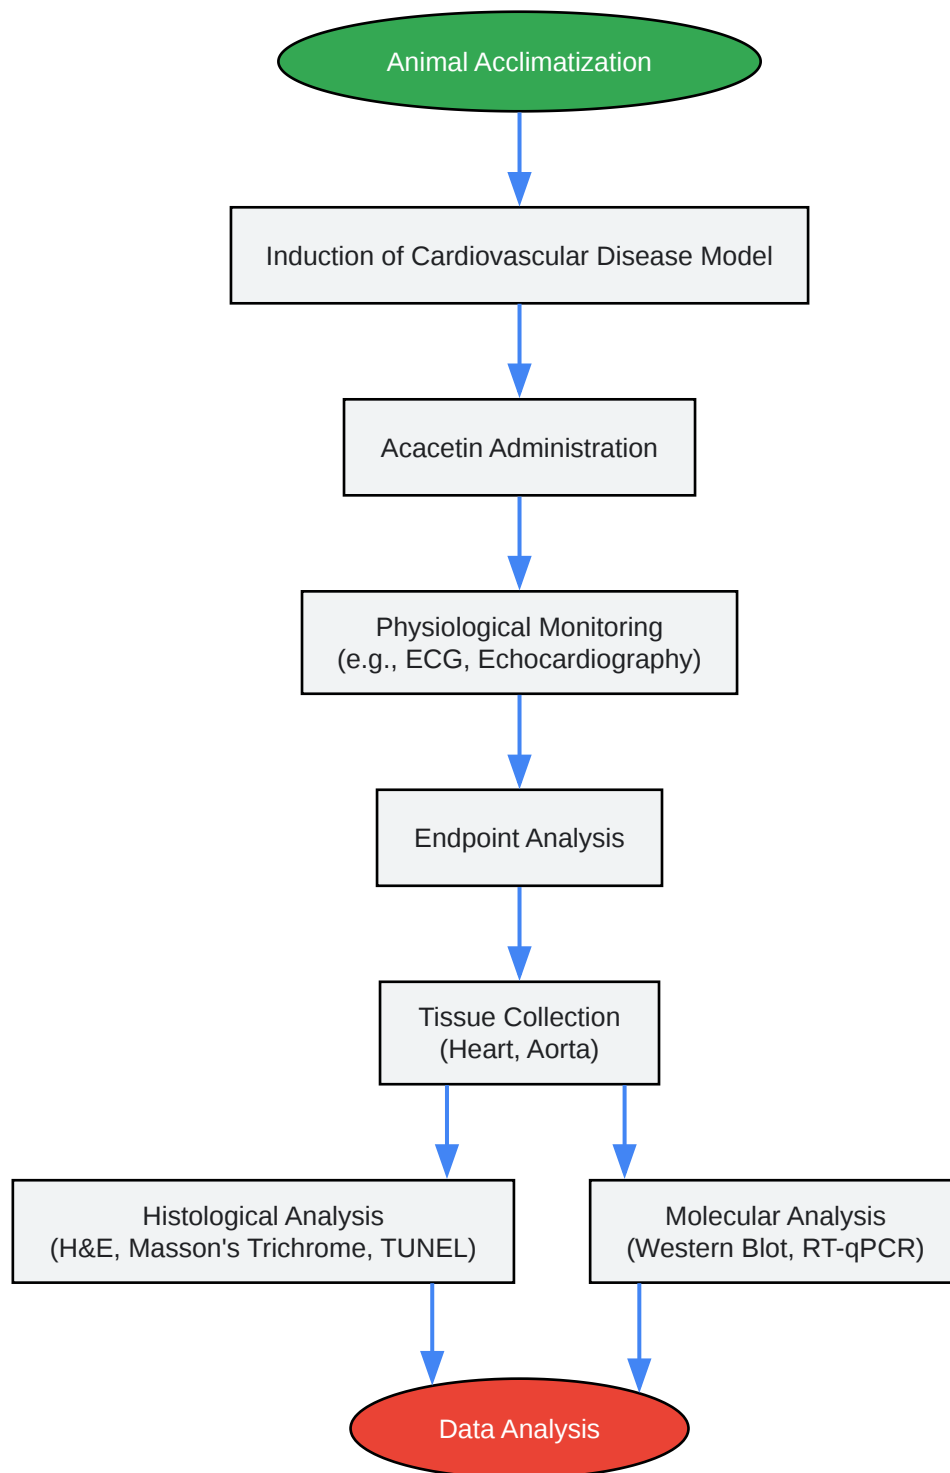 Animal Acclimatization
Induction of Cardiovascular Disease Model
Acacetin Administration
Physiological Monitoring
(e.g., ECG, Echocardiography)
Endpoint Analysis
Tissue Collection
(Heart, Aorta)
Histological Analysis
(H&E, Masson's Trichrome, TUNEL)
Molecular Analysis
(Western Blot, RT-qPCR)
Data Analysis